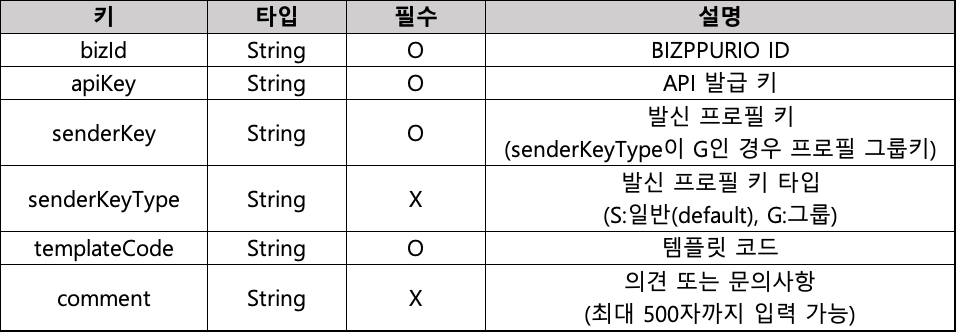 키 타입 필수 설명
bizId String O BIZPPURIO ID
apiKey String O API 발급 키
senderKey String O 발신 프로필 키
(senderKeyType이 G인 경우 프로필 그룹키)
senderKeyType String X 발신 프로필 키 타입
(S:일반(default), G:그룹)
templateCode String O 템플릿 코드
comment String X 의견 또는 문의사항
(최대 500자까지 입력 가능)